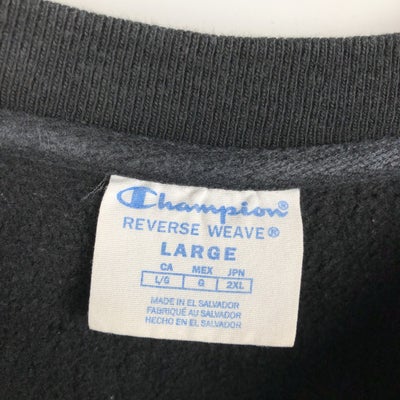 Champion®
REVERSE WEAVE®
LARGE
CA MEX JPN
L/G G 2XL
MADE IN EL SALVADOR
FABRIQUÉ AU SALVADOR
HECHO EN EL SALVADOR